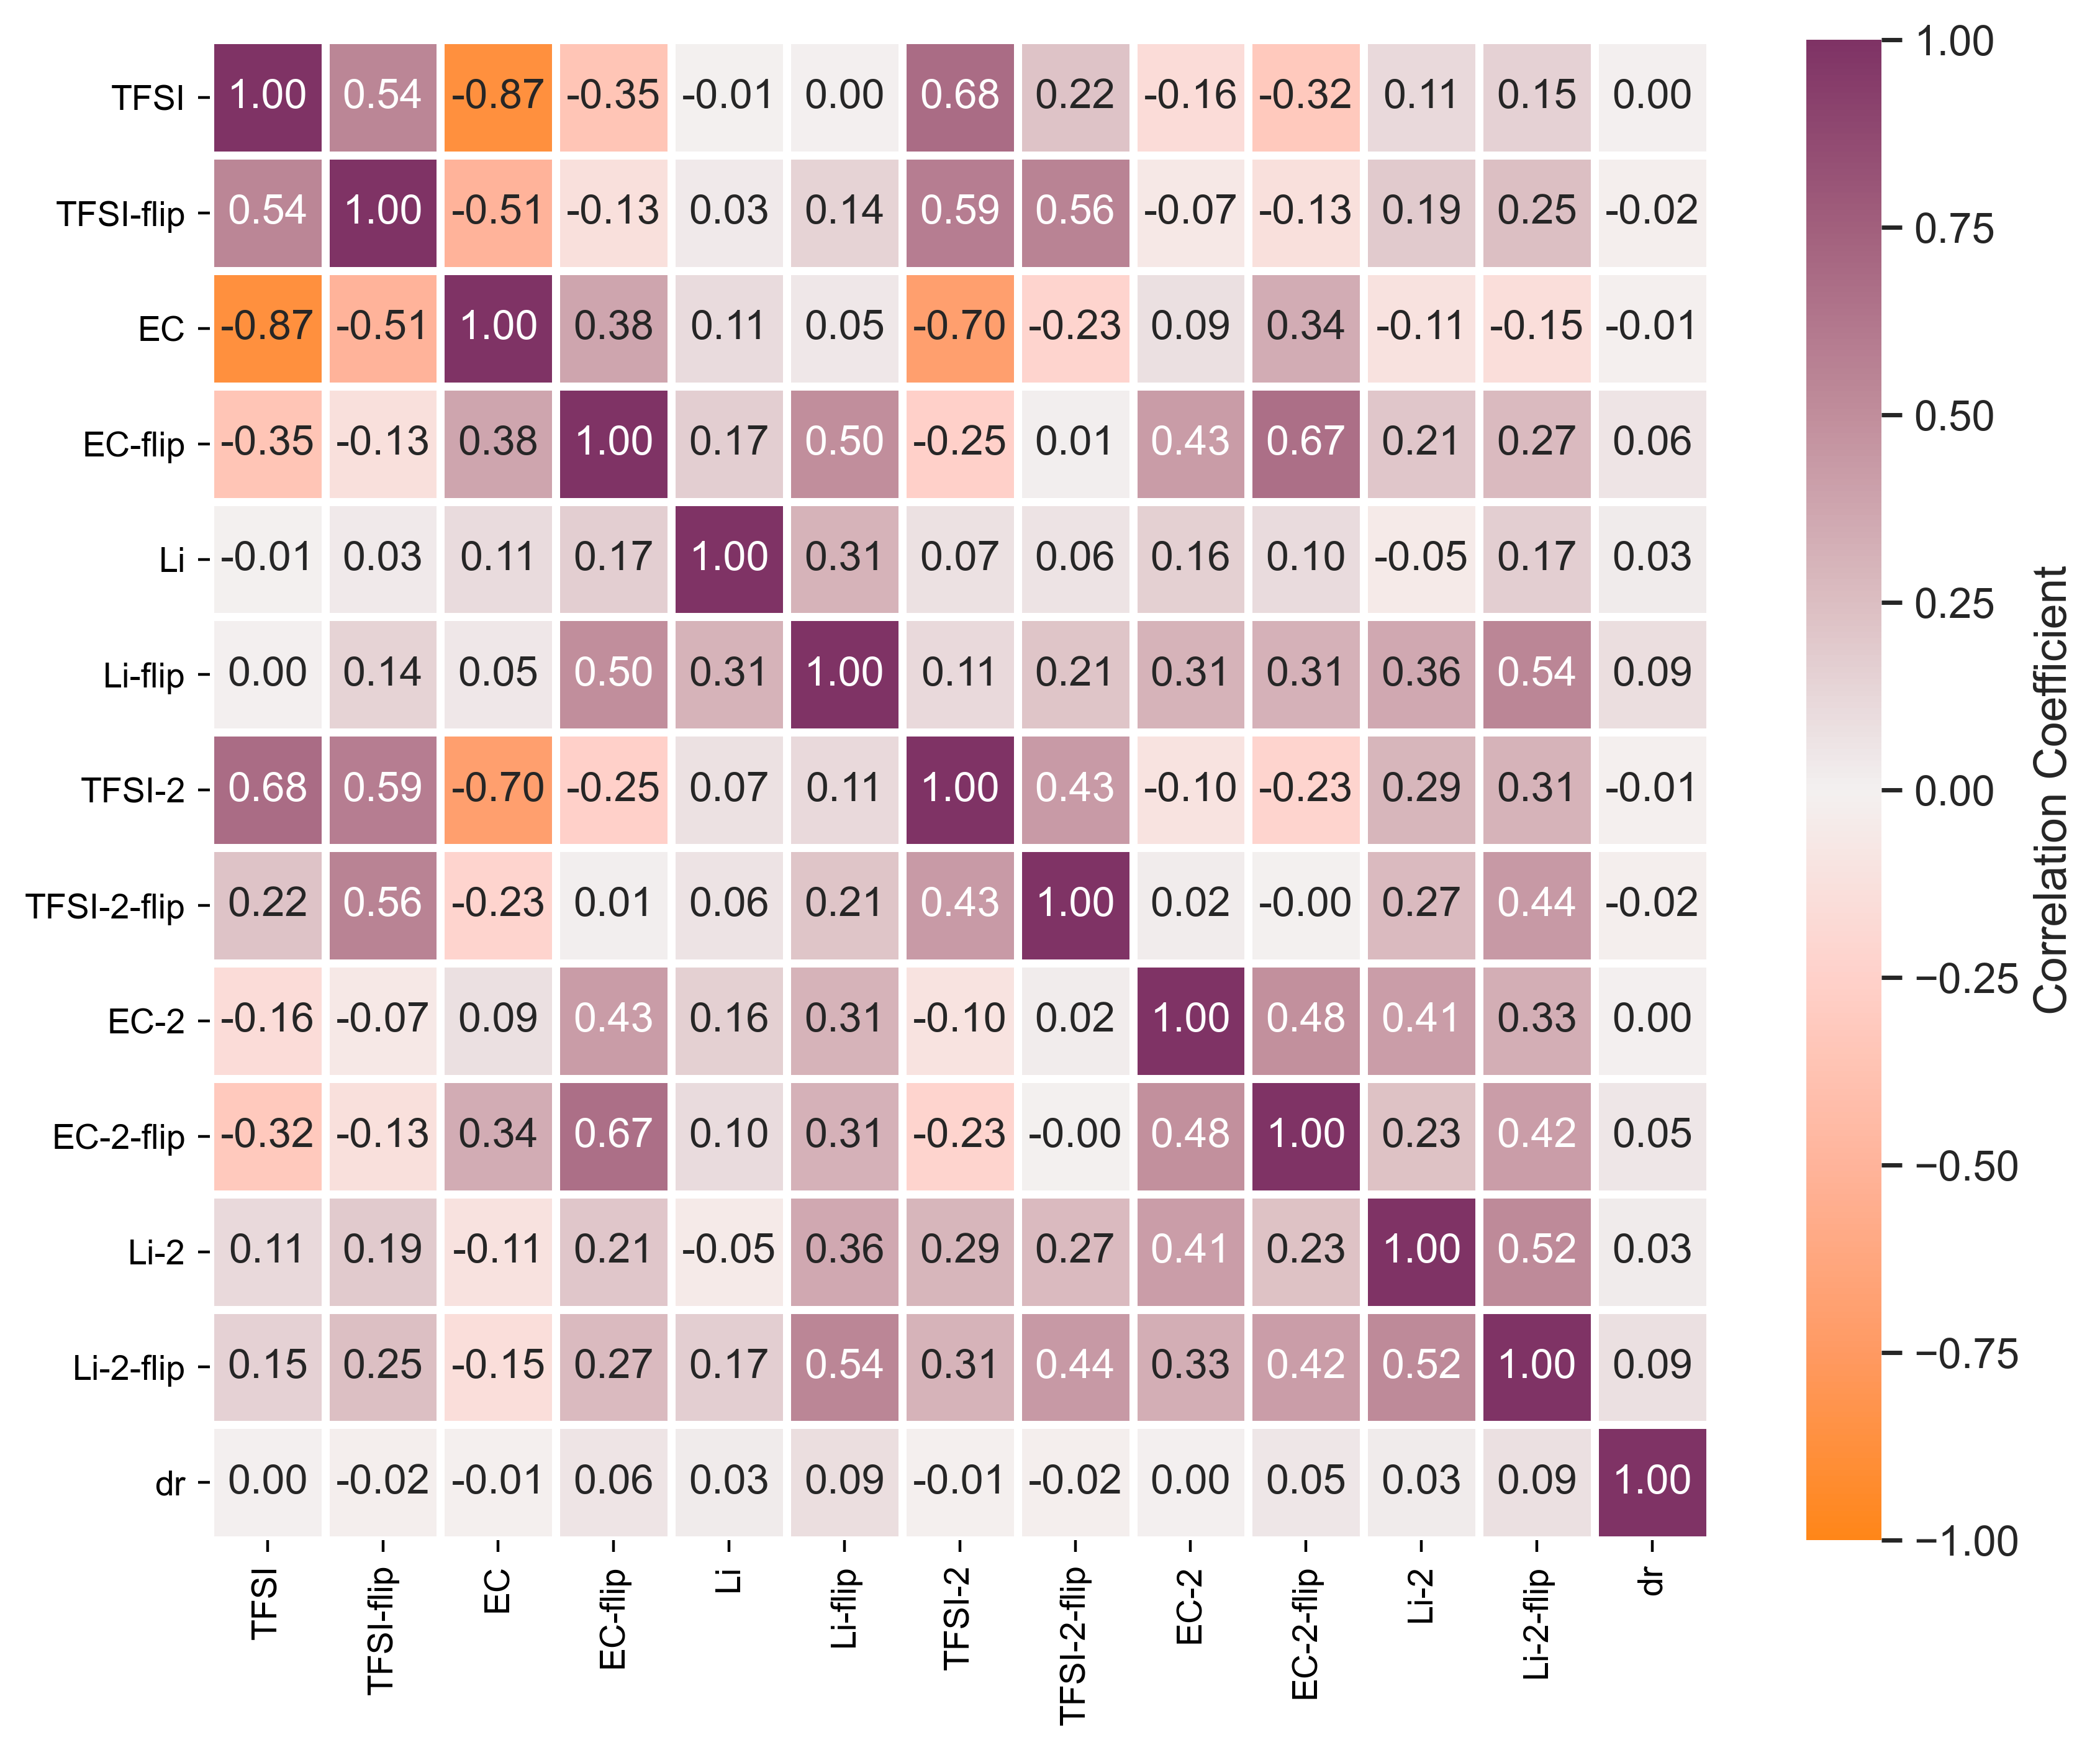 TFSI 1.00 0.54 -0.87 -0.35 -0.01 0.00 0.68 0.22 -0.16 -0.32 0.11 0.15 0.00
TFSI-flip 0.54 1.00 -0.51 -0.13 0.03 0.14 0.59 0.56 -0.07 -0.13 0.19 0.25 -0.02
EC -0.87 -0.51 1.00 0.38 0.11 0.05 -0.70 -0.23 0.09 0.34 -0.11 -0.15 -0.01
EC-flip -0.35 -0.13 0.38 1.00 0.17 0.50 -0.25 0.01 0.43 0.67 0.21 0.27 0.06
Li -0.01 0.03 0.11 0.17 1.00 0.31 0.07 0.06 0.16 0.10 -0.05 0.17 0.03
Li-flip 0.00 0.14 0.05 0.50 0.31 1.00 0.11 0.21 0.31 0.31 0.36 0.54 0.09
TFSI-2 0.68 0.59 -0.70 -0.25 0.07 0.11 1.00 0.43 -0.10 -0.23 0.29 0.31 -0.01
TFSI-2-flip 0.22 0.56 -0.23 0.01 0.06 0.21 0.43 1.00 0.02 -0.00 0.27 0.44 -0.02
EC-2 -0.16 -0.07 0.09 0.43 0.16 0.31 -0.10 0.02 1.00 0.48 0.41 0.33 0.00
EC-2-flip -0.32 -0.13 0.34 0.67 0.10 0.31 -0.23 -0.00 0.48 1.00 0.23 0.42 0.05
Li-2 0.11 0.19 -0.11 0.21 -0.05 0.36 0.29 0.27 0.41 0.23 1.00 0.52 0.03
Li-2-flip 0.15 0.25 -0.15 0.27 0.17 0.54 0.31 0.44 0.33 0.42 0.52 1.00 0.09
dr 0.00 -0.02 -0.01 0.06 0.03 0.09 -0.01 -0.02 0.00 0.05 0.03 0.09 1.00
TFSI TFSI-flip EC EC-flip Li Li-flip TFSI-2 TFSI-2-flip EC-2 EC-2-flip Li-2 Li-2-flip dr
1.00
0.75
0.50
0.25
0.00
−0.25
−0.50
−0.75
−1.00
Correlation Coefficient